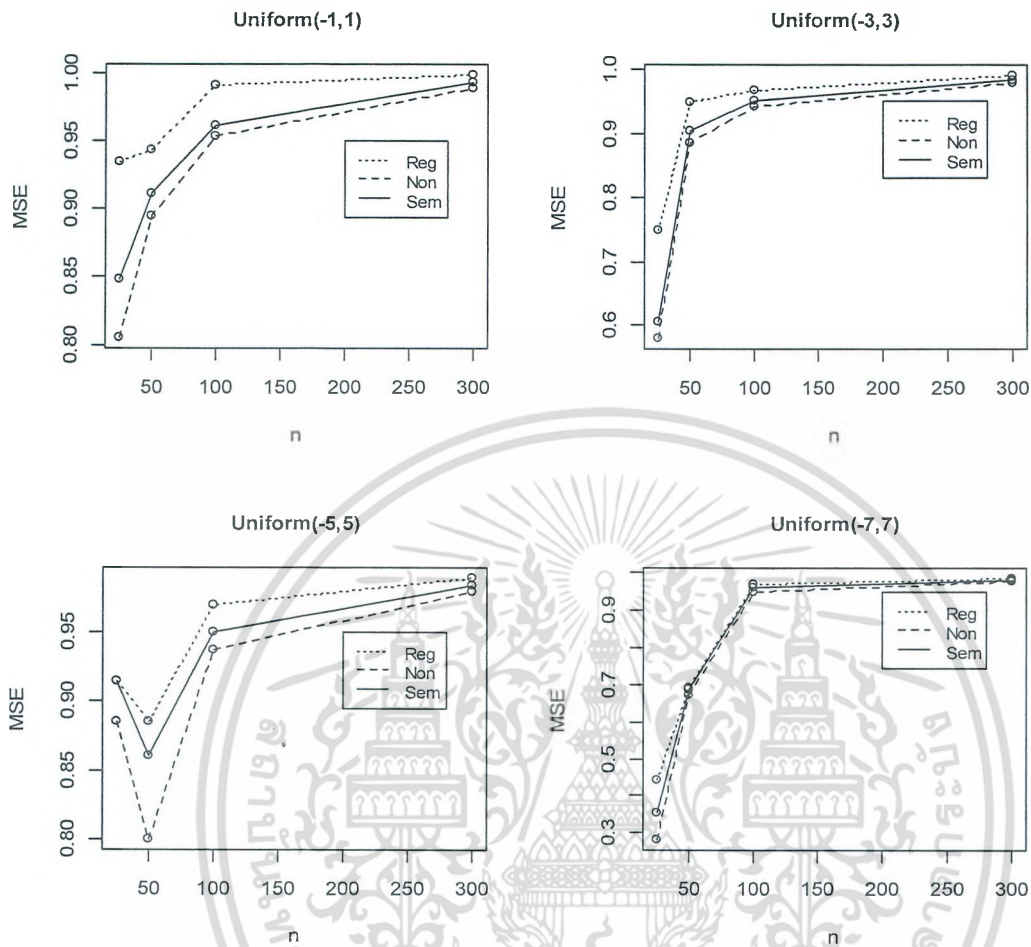 Uniform(-1,1)
MSE
1.00
0.95
0.90
0.85
0.80
Reg
Non
Sem
50 100 150 200 250 300
n
Uniform(-3,3)
MSE
1.0
0.9
0.8
0.7
0.6
Reg
Non
Sem
50 100 150 200 250 300
n
Uniform(-5,5)
MSE
0.95
0.90
0.85
0.80
Reg
Non
Sem
50 100 150 200 250 300
n
Uniform(-7,7)
MSE
0.9
0.7
0.5
0.3
Reg
Non
Sem
50 100 150 200 250 300
n